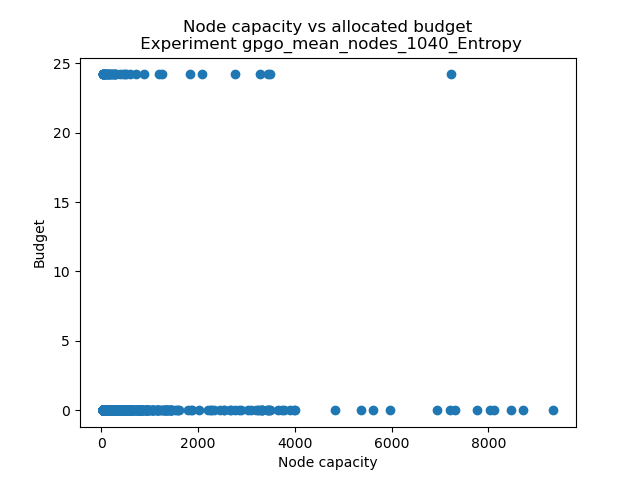 Node capacity vs allocated budget
Experiment gpgo_mean_nodes_1040_Entropy
25
20
15
10
5
0
Budget
0 2000 4000 6000 8000
Node capacity